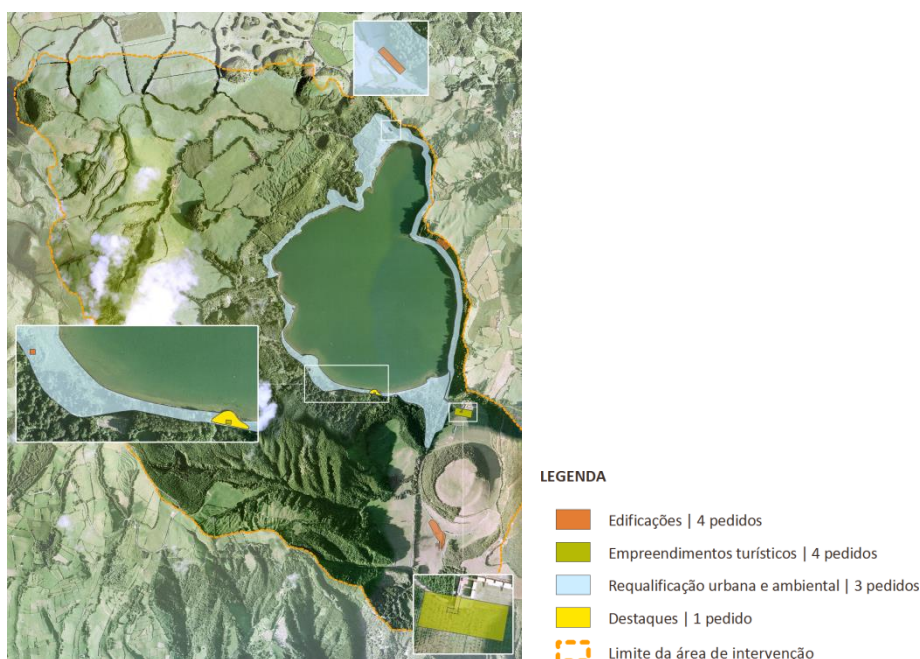 LEGENDA
Edificações | 4 pedidos
Empreendimentos turísticos | 4 pedidos
Requalificação urbana e ambiental | 3 pedidos
Destaques | 1 pedido
Limite da área de intervenção